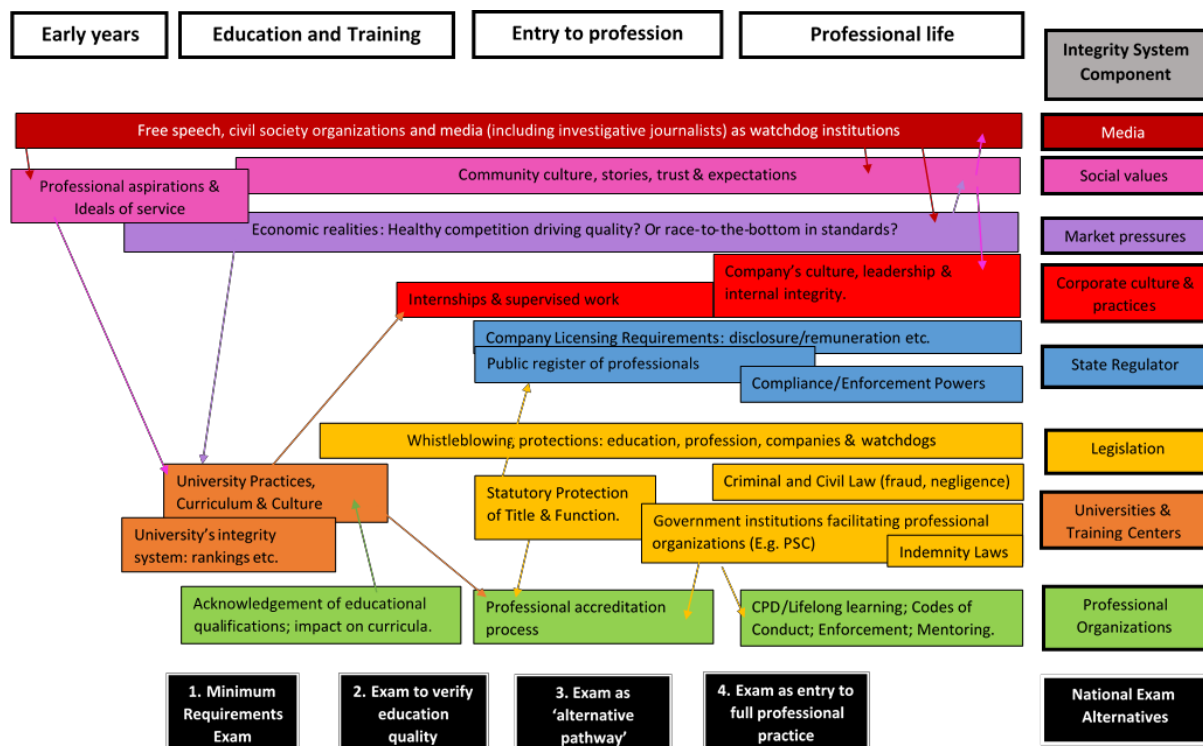 Early years
Education and Training
Entry to profession
Professional life
Integrity System
Component
Free speech, civil society organizations and media (including investigative journalists) as watchdog institutions
Media
Professional aspirations &
Ideals of service
Community culture, stories, trust & expectations
Social values
Economic realities: Healthy competition driving quality? Or race-to-the-bottom in standards?
Market pressures
Internships & supervised work
Company's culture, leadership &
internal integrity.
Corporate culture &
practices
Company Licensing Requirements: disclosure/remuneration etc.
Public register of professionals
Compliance/Enforcement Powers
State Regulator
Whistleblowing protections: education, profession, companies & watchdogs
Legislation
University Practices,
Curriculum & Culture
University's integrity
system: rankings etc.
Statutory Protection
of Title & Function.
Criminal and Civil Law (fraud, negligence)
Government institutions facilitating professional
organizations (E.g. PSC)
Indemnity Laws
Universities &
Training Centers
Acknowledgement of educational
qualifications; impact on curricula.
Professional accreditation
process
CPD/Lifelong learning; Codes of
Conduct; Enforcement; Mentoring.
Professional
Organizations
1. Minimum
Requirements
Exam
2. Exam to verify
education
quality
3. Exam as
'alternative
pathway'
4. Exam as entry to
full professional
practice
National Exam
Alternatives